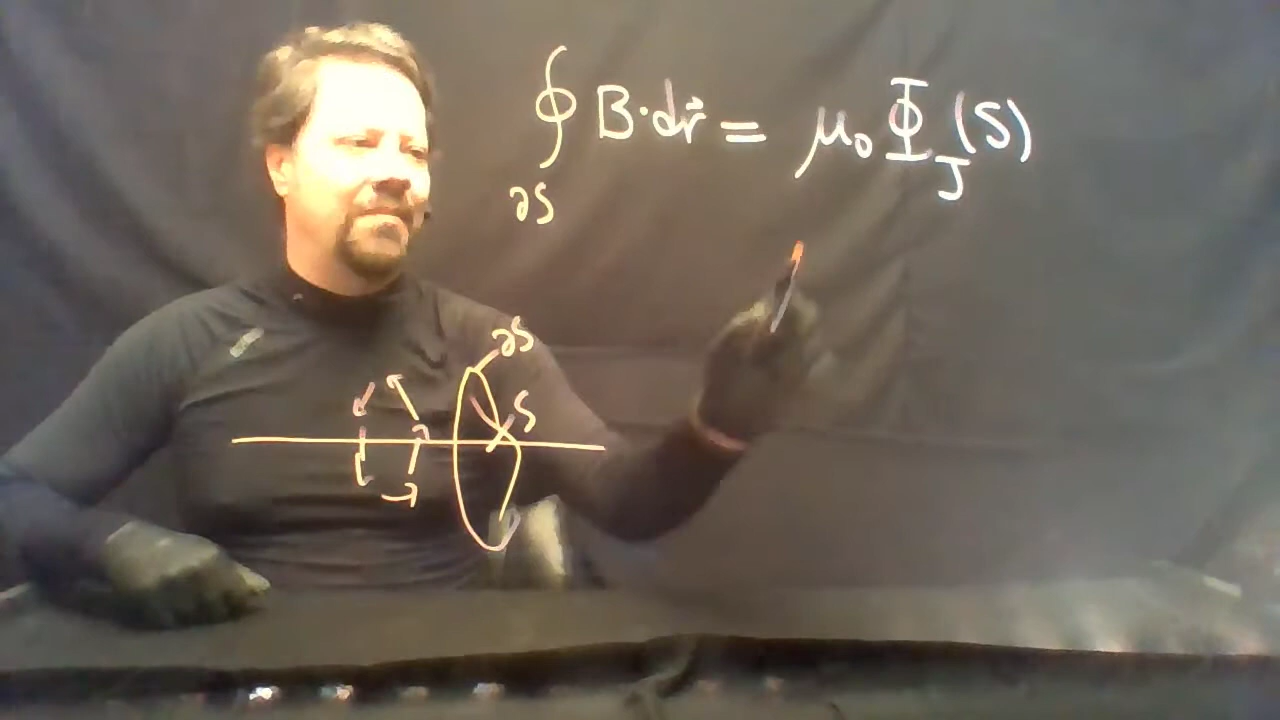 ∮ B·dr⃗ = μ₀ Φ_J (S)
∂S
∂S
S